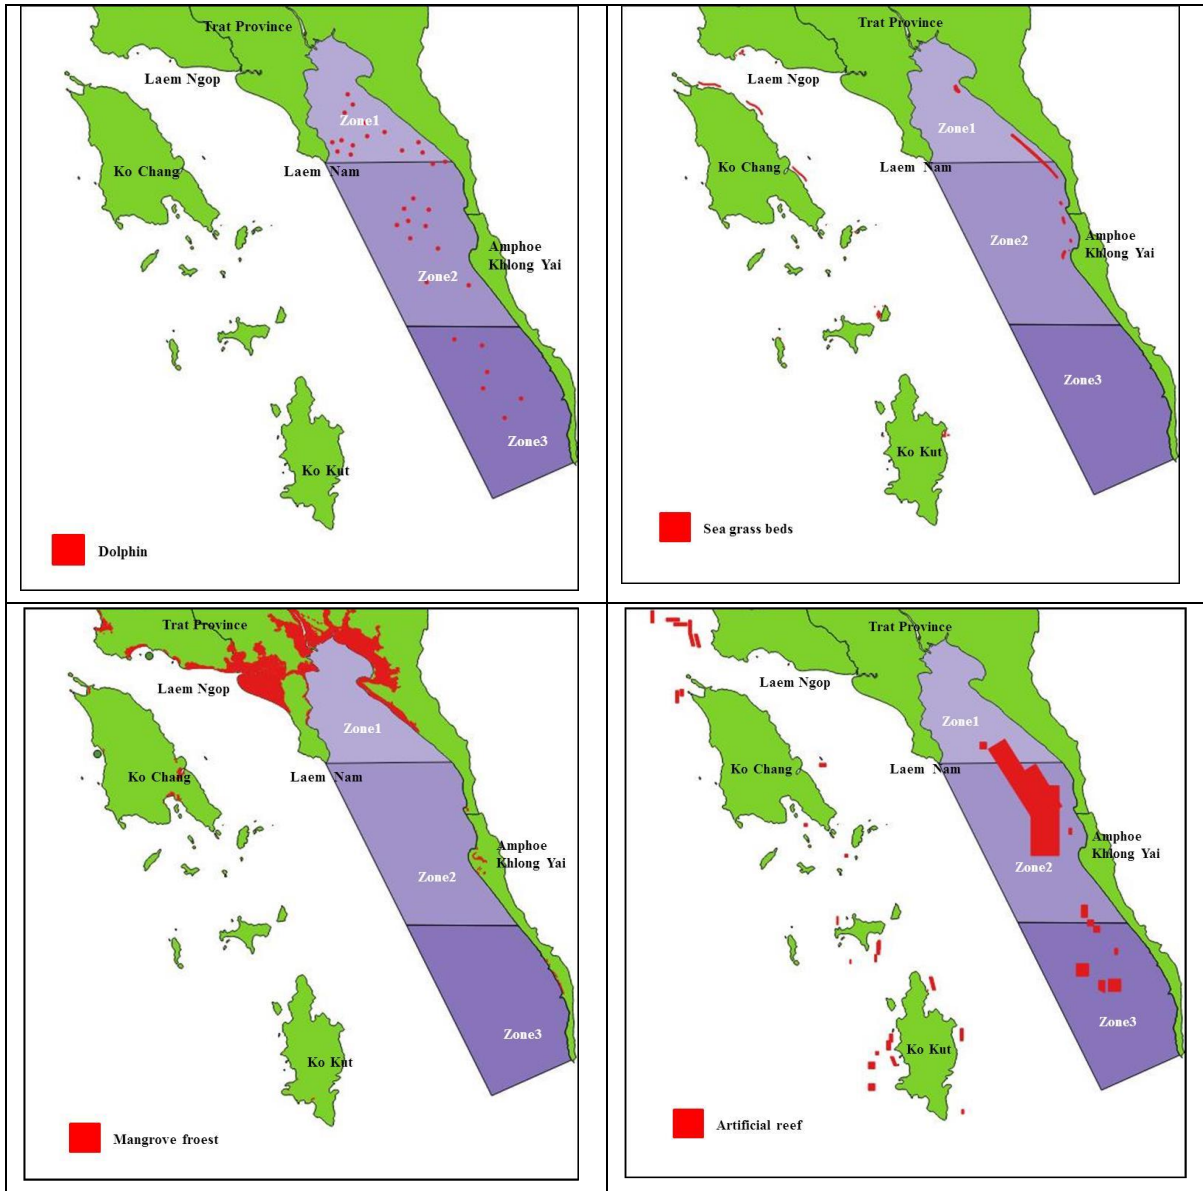 Trat Province
Laem Ngop
Zone1
Ko Chang
Laem Nam
Amphoe
Khlong Yai
Zone2
Zone3
Ko Kut
Dolphin
Trat Province
Laem Ngop
Zone1
Ko Chang
Laem Nam
Zone2
Amphoe
Khlong Yai
Zone3
Ko Kut
Sea grass beds
Trat Province
Laem Ngop
Zone1
Ko Chang
Laem Nam
Amphoe
Khlong Yai
Zone2
Zone3
Ko Kut
Mangrove froest
Trat Province
Laem Ngop
Zone1
Ko Chang
Laem Nam
Amphoe
Khlong Yai
Zone2
Zone3
Ko Kut
Artificial reef